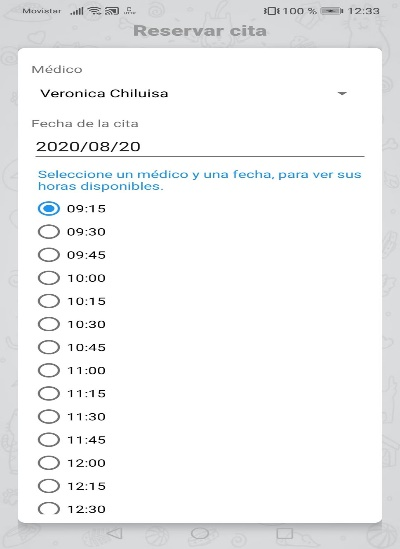 Movistar 100 % 12:33
Reservar cita
Médico
Veronica Chiluisa
Fecha de la cita
2020/08/20
Seleccione un médico y una fecha, para ver sus
horas disponibles.
09:15
09:30
09:45
10:00
10:15
10:30
10:45
11:00
11:15
11:30
11:45
12:00
12:15
12:30